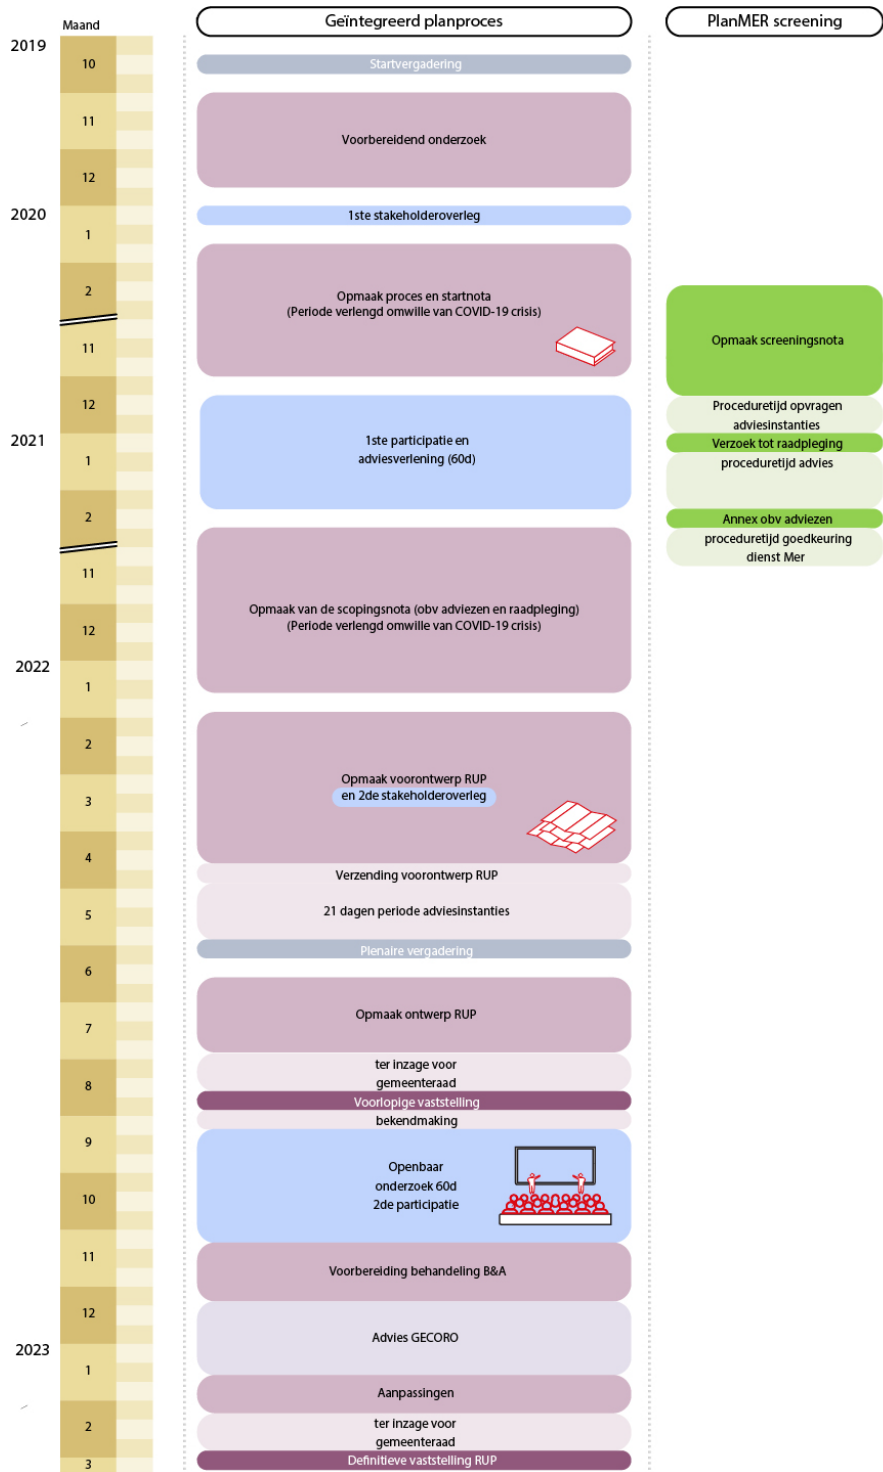 Maand
Geïntegreerd planproces
PlanMER screening
2019
10
Startvergadering
11
Voorbereidend onderzoek
12
2020
1ste stakeholderoverleg
1
2
Opmaak proces en startnota
(Periode verlengd omwille van COVID-19 crisis)
Opmaak screeningsnota
11
12
Proceduretijd opvragen
adviesinstanties
2021
1ste participatie en
adviesverlening (60d)
Verzoek tot raadpleging
proceduretijd advies
1
2
Annex obv adviezen
proceduretijd goedkeuring
dienst Mer
11
Opmaak van de scopingsnota (obv adviezen en raadpleging)
(Periode verlengd omwille van COVID-19 crisis)
12
2022
1
2
Opmaak voorontwerp RUP
en 2de stakeholderoverleg
3
4
Verzending voorontwerp RUP
21 dagen periode adviesinstanties
5
Plenaire vergadering
6
Opmaak ontwerp RUP
7
ter inzage voor
gemeenteraad
8
Voorlopige vaststelling
bekendmaking
9
Openbaar
onderzoek 60d
2de participatie
10
11
Voorbereiding behandeling B&A
12
Advies GECORO
2023
1
Aanpassingen
2
ter inzage voor
gemeenteraad
Definitieve vaststelling RUP
3